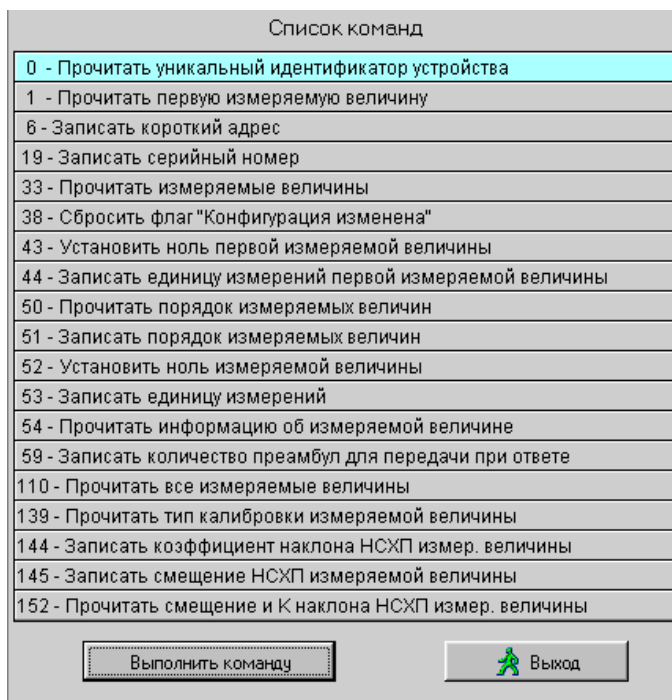 Список команд
0 - Прочитать уникальный идентификатор устройства
1 - Прочитать первую измеряемую величину
6 - Записать короткий адрес
19 - Записать серийный номер
33 - Прочитать измеряемые величины
38 - Сбросить флаг "Конфигурация изменена"
43 - Установить ноль первой измеряемой величины
44 - Записать единицу измерений первой измеряемой величины
50 - Прочитать порядок измеряемых величин
51 - Записать порядок измеряемых величин
52 - Установить ноль измеряемой величины
53 - Записать единицу измерений
54 - Прочитать информацию об измеряемой величине
59 - Записать количество преамбул для передачи при ответе
110 - Прочитать все измеряемые величины
139 - Прочитать тип калибровки измеряемой величины
144 - Записать коэффициент наклона НСХП измер. величины
145 - Записать смещение НСХП измеряемой величины
152 - Прочитать смещение и К наклона НСХП измер. величины
Выполнить команду Выход